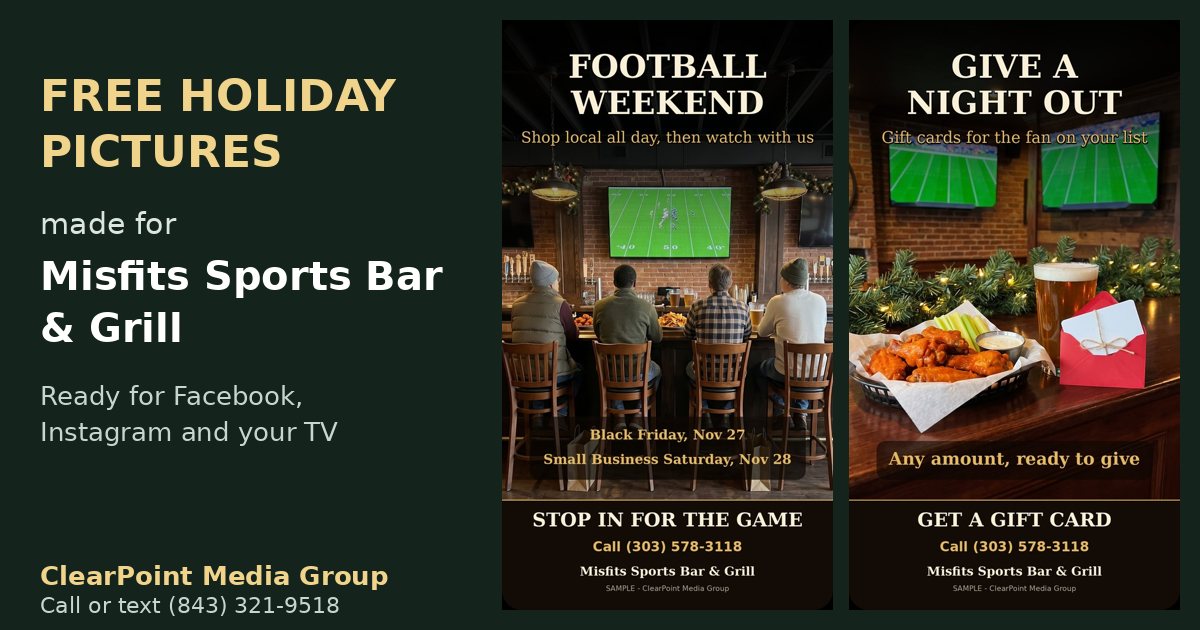 FREE HOLIDAY
PICTURES
made for
Misfits Sports Bar
& Grill
Ready for Facebook,
Instagram and your TV
ClearPoint Media Group
Call or text (843) 321-9518
FOOTBALL
WEEKEND
Shop local all day, then watch with us
Black Friday, Nov 27
Small Business Saturday, Nov 28
STOP IN FOR THE GAME
Call (303) 578-3118
Misfits Sports Bar & Grill
SAMPLE - ClearPoint Media Group
GIVE A
NIGHT OUT
Gift cards for the fan on your list
Any amount, ready to give
GET A GIFT CARD
Call (303) 578-3118
Misfits Sports Bar & Grill
SAMPLE - ClearPoint Media Group